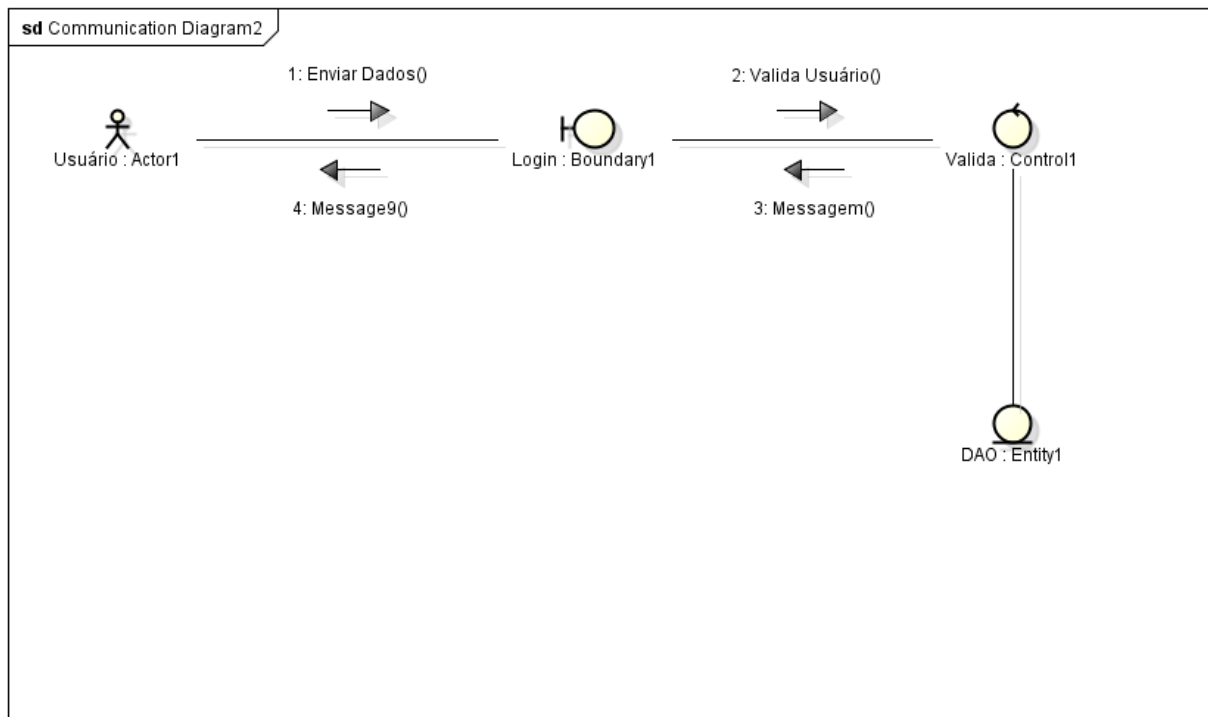 sd Communication Diagram2
1: Enviar Dados()
2: Valida Usuário()
Usuário : Actor1
Login : Boundary1
Valida : Control1
4: Message9()
3: Messagem()
DAO : Entity1